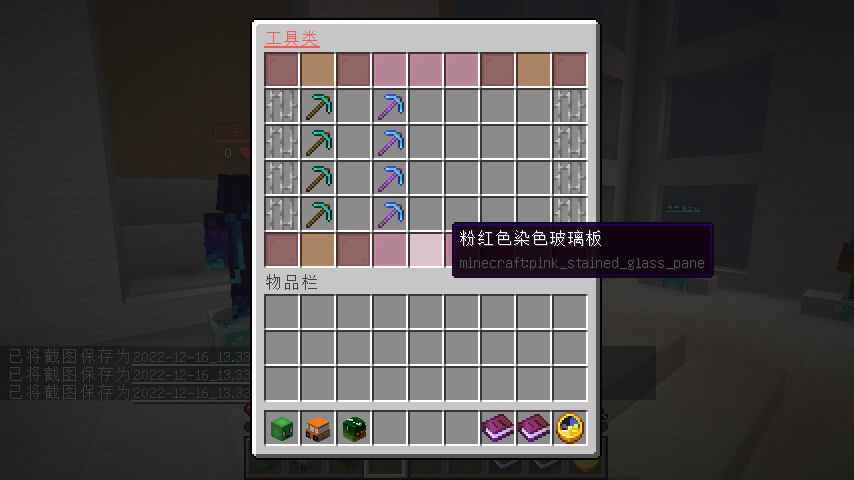 工具类
防具
0
粉红色染色玻璃板
minecraft:pink_stained_glass_pane
物品栏
已将截图保存为2022-12-16_13.33
已将截图保存为2022-12-16_13.33
已将截图保存为2022-12-16_13.33